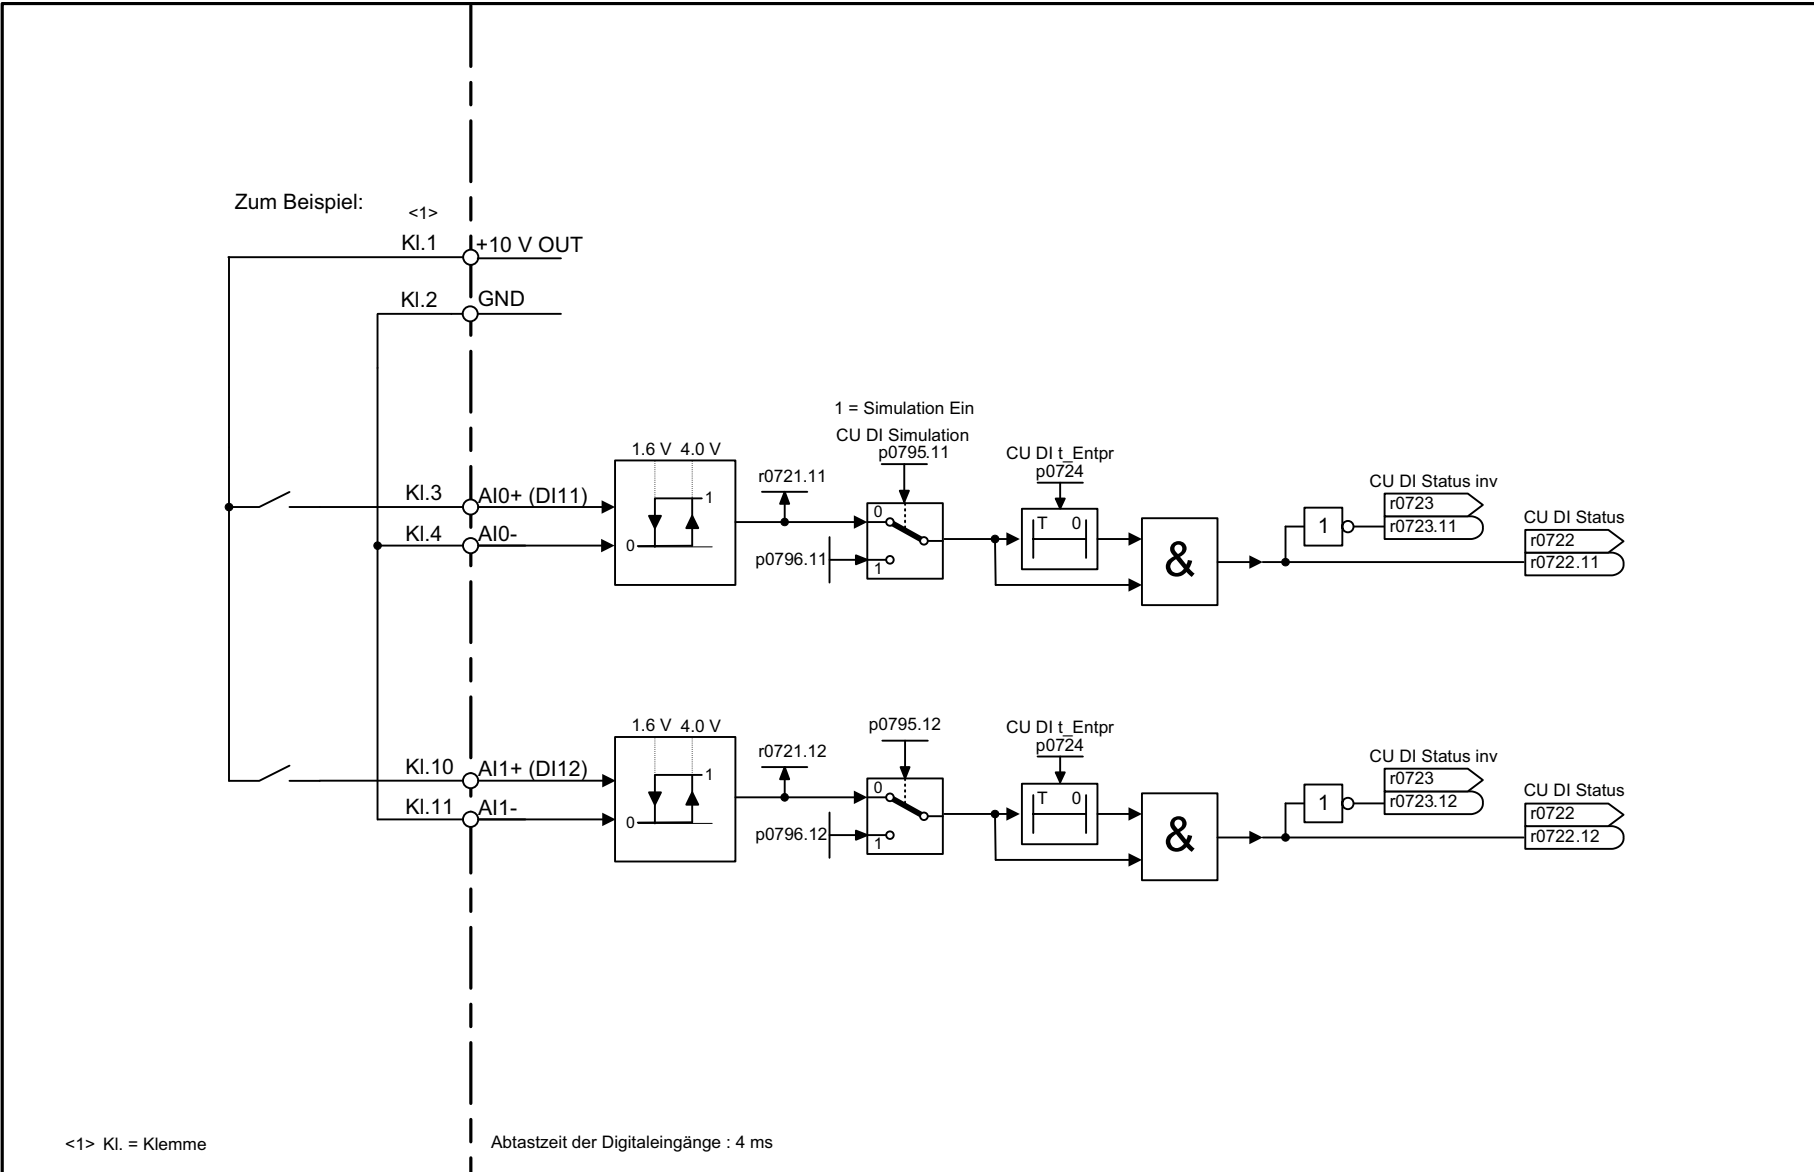 Zum Beispiel:
<1>
Kl.1
+10 V OUT
Kl.2
GND
1 = Simulation Ein
CU DI Simulation
p0795.11
1.6 V 4.0 V
r0721.11
CU DI t_Entpr
p0724
CU DI Status inv
r0723
r0723.11
CU DI Status
r0722
r0722.11
Kl.3
AI0+ (DI11)
Kl.4
AI0-
1
0
0
1
p0796.11
T 0
&
1
1.6 V 4.0 V
r0721.12
p0795.12
CU DI t_Entpr
p0724
CU DI Status inv
r0723
r0723.12
CU DI Status
r0722
r0722.12
Kl.10
AI1+ (DI12)
Kl.11
AI1-
1
0
0
1
p0796.12
T 0
&
1
<1> Kl. = Klemme
Abtastzeit der Digitaleingänge : 4 ms